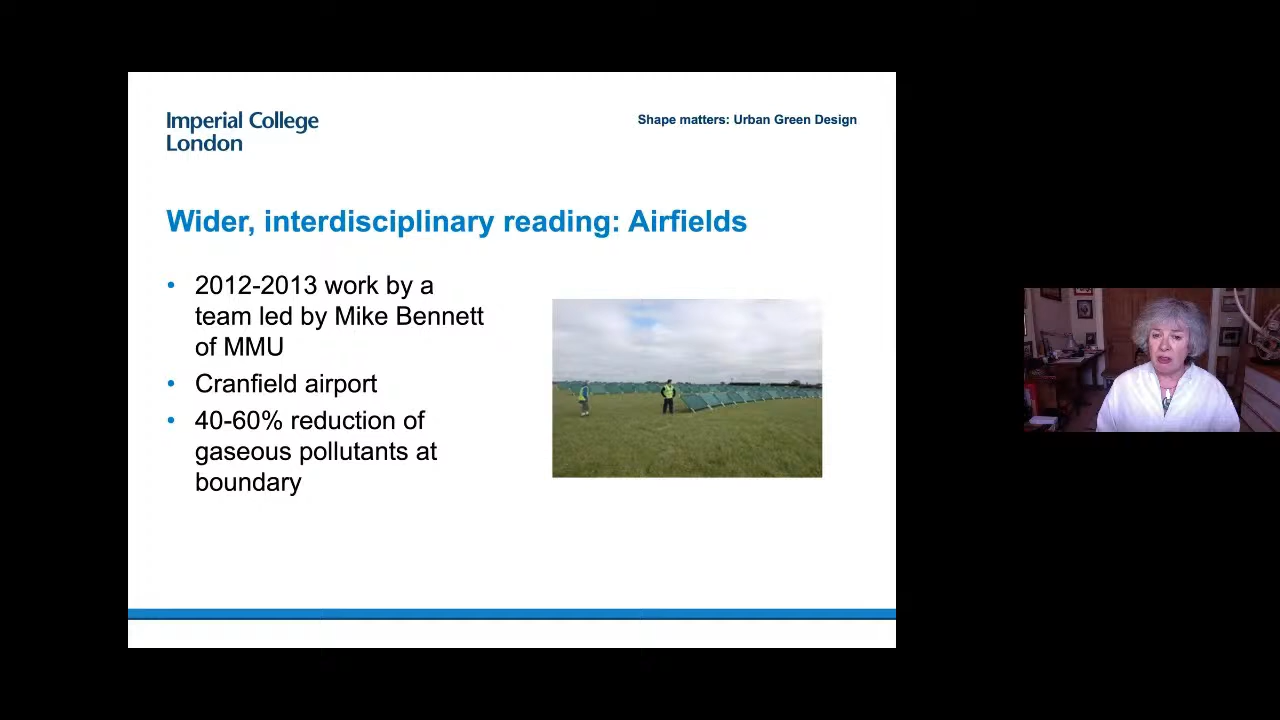 Imperial College
London
Shape matters: Urban Green Design
Wider, interdisciplinary reading: Airfields
• 2012-2013 work by a
team led by Mike Bennett
of MMU
• Cranfield airport
• 40-60% reduction of
gaseous pollutants at
boundary